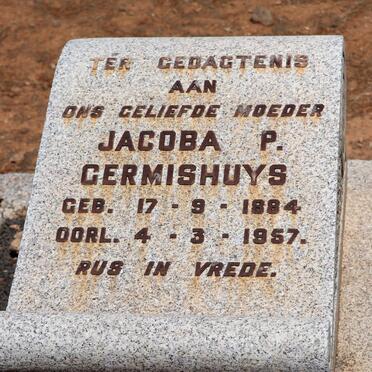 TER GEDAGTENIS
AAN
ONS GELIEFDE MOEDER
JACOBA P.
GERMISHUYS
GEB. 17 - 9 - 1884
OORL. 4 - 3 - 1957.
RUS IN VREDE.